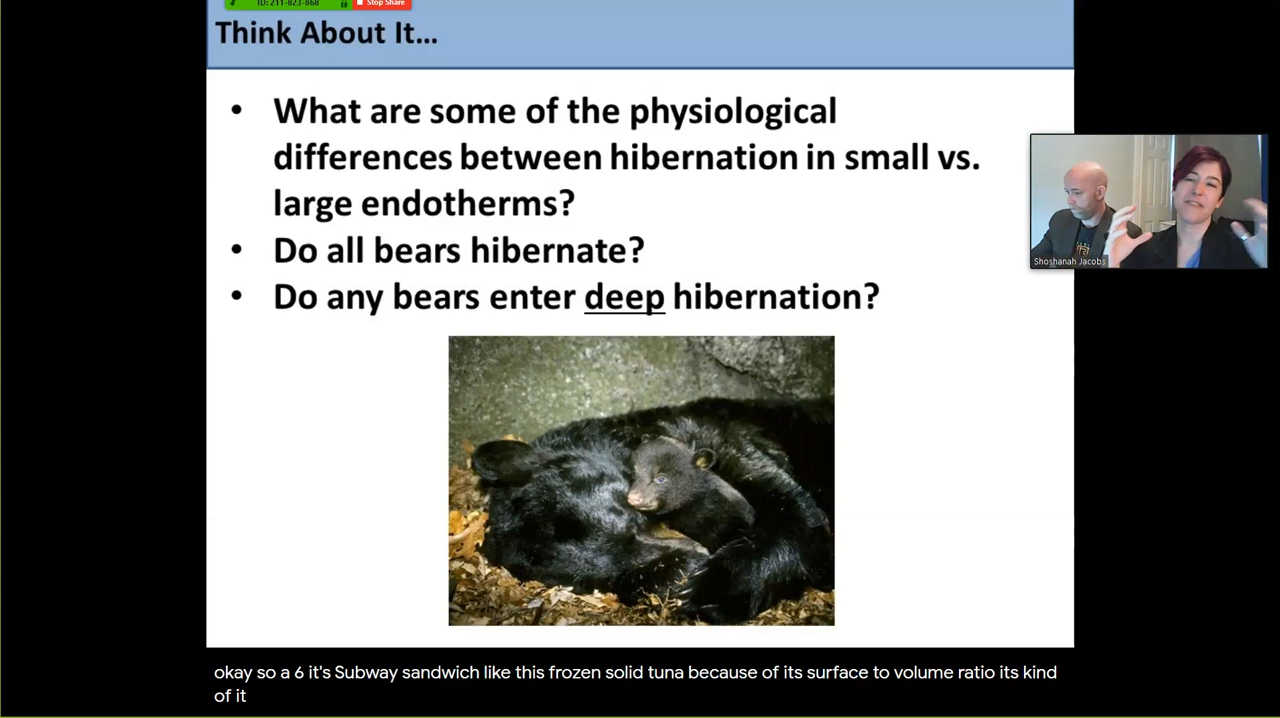 ID: 211-823-868 Stop Share
Think About It...
• What are some of the physiological
differences between hibernation in small vs.
large endotherms?
• Do all bears hibernate?
• Do any bears enter deep hibernation?
Shoshanah Jacobs
okay so a 6 it's Subway sandwich like this frozen solid tuna because of its surface to volume ratio its kind
of it